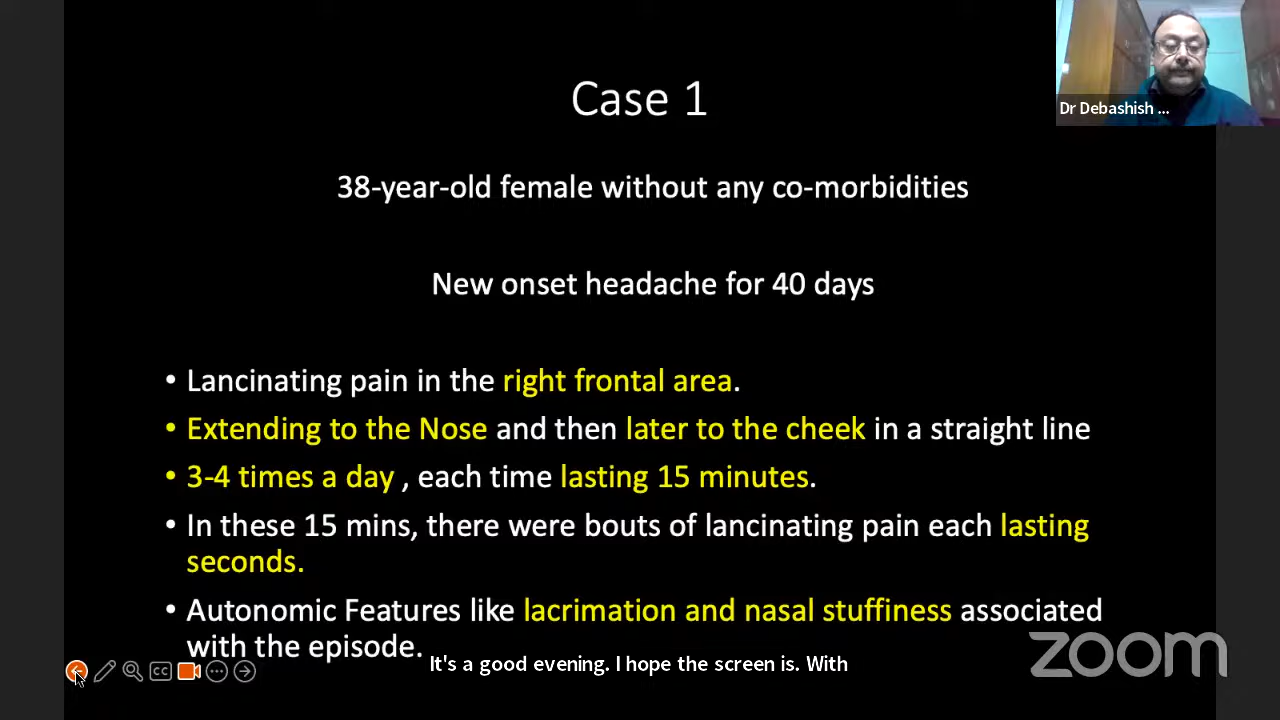 Dr Debashish ...
Case 1
38-year-old female without any co-morbidities
New onset headache for 40 days
• Lancinating pain in the right frontal area.
• Extending to the Nose and then later to the cheek in a straight line
• 3-4 times a day , each time lasting 15 minutes.
• In these 15 mins, there were bouts of lancinating pain each lasting
seconds.
• Autonomic Features like lacrimation and nasal stuffiness associated
with the episode.
It's a good evening. I hope the screen is. With
CC
zoom